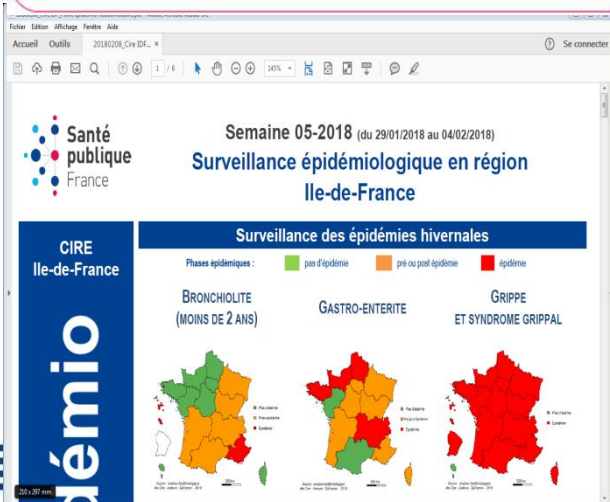 Fichier Edition Affichage Fenêtre Aide
Accueil Outils 20180208_Cire IDF... × Se connecter
1 / 6 145%
Santé
publique
France
Semaine 05-2018 (du 29/01/2018 au 04/02/2018)
Surveillance épidémiologique en région
Ile-de-France
CIRE
Ile-de-France
émio
Surveillance des épidémies hivernales
Phases épidémiques : pas d'épidémie pré ou post épidémie épidémie
BRONCHIOLITE
(MOINS DE 2 ANS)
GASTRO-ENTERITE
GRIPPE
ET SYNDROME GRIPPAL
210 x 297 mm